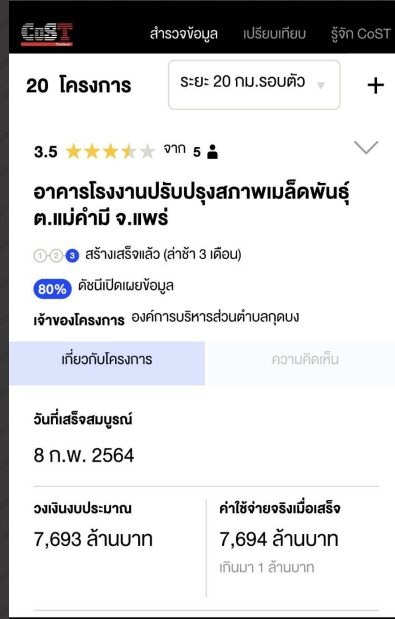 CoST
Thailand
สำรวจข้อมูล เปรียบเทียบ รู้จัก CoST
20 โครงการ ระยะ 20 กม.รอบตัว +
3.5 จาก 5
อาคารโรงงานปรับปรุงสภาพเมล็ดพันธุ์
ต.แม่คำมี จ.แพร่
1 2 3 สร้างเสร็จแล้ว (ล่าช้า 3 เดือน)
80% ดัชนีเปิดเผยข้อมูล
เจ้าของโครงการ องค์การบริหารส่วนตำบลกุดบง
เกี่ยวกับโครงการ ความคิดเห็น
วันที่เสร็จสมบูรณ์
8 ก.พ. 2564
วงเงินงบประมาณ ค่าใช้จ่ายจริงเมื่อเสร็จ
7,693 ล้านบาท 7,694 ล้านบาท
เกินมา 1 ล้านบาท